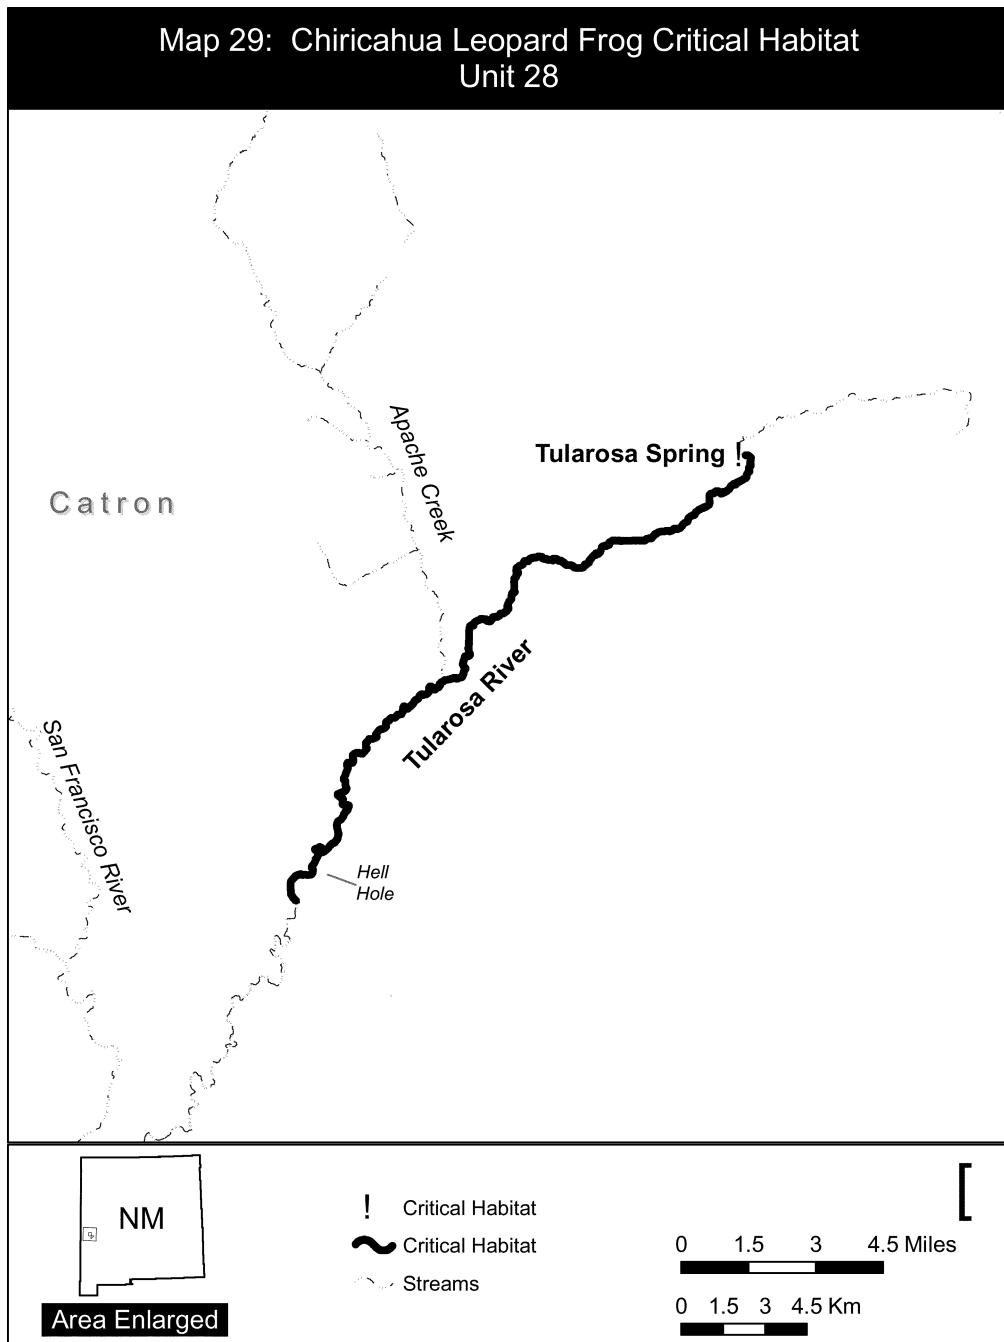 Map 29: Chiricahua Leopard Frog Critical Habitat
Unit 28
Apache Creek
Tularosa Spring !
Catron
Tularosa River
San Francisco River
Hell
Hole
NM
Area Enlarged
! Critical Habitat
Critical Habitat
Streams
[
0 1.5 3 4.5 Miles
0 1.5 3 4.5 Km